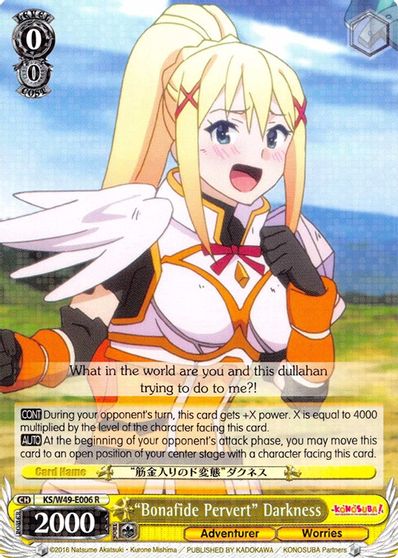 LEVEL
0
0
COST
What in the world are you and this dullahan
trying to do to me?!
CONT During your opponent's turn, this card gets +X power. X is equal to 4000
multiplied by the level of the character facing this card.
AUTO At the beginning of your opponent's attack phase, you may move this
card to an open position of your center stage with a character facing this card.
Card Name
"筋金入りのド変態" ダクネス
CH
KS/W49-E006 R
POWER
2000
"Bonafide Pervert" Darkness
KONOSUBA!
Adventurer
Worries
©2016 Natsume Akatsuki・Kurone Mishima / PUBLISHED BY KADOKAWA / KONOSUBA Partners